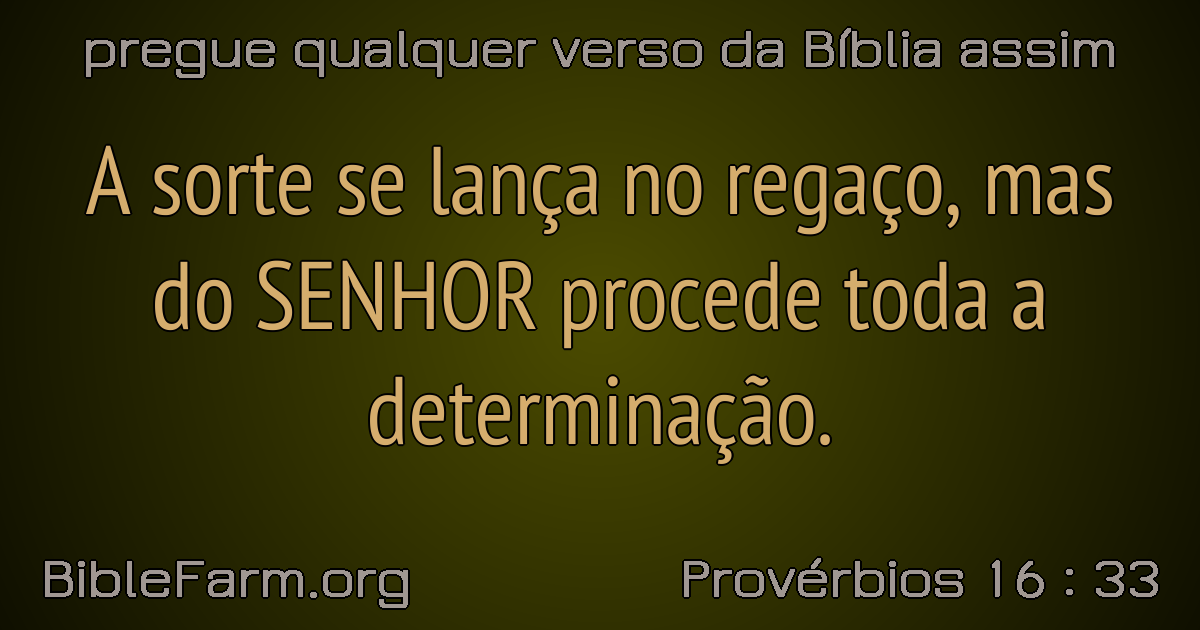 pregue qualquer verso da Bíblia assim
A sorte se lança no regaço, mas
do SENHOR procede toda a
determinação.
BibleFarm.org
Provérbios 16 : 33